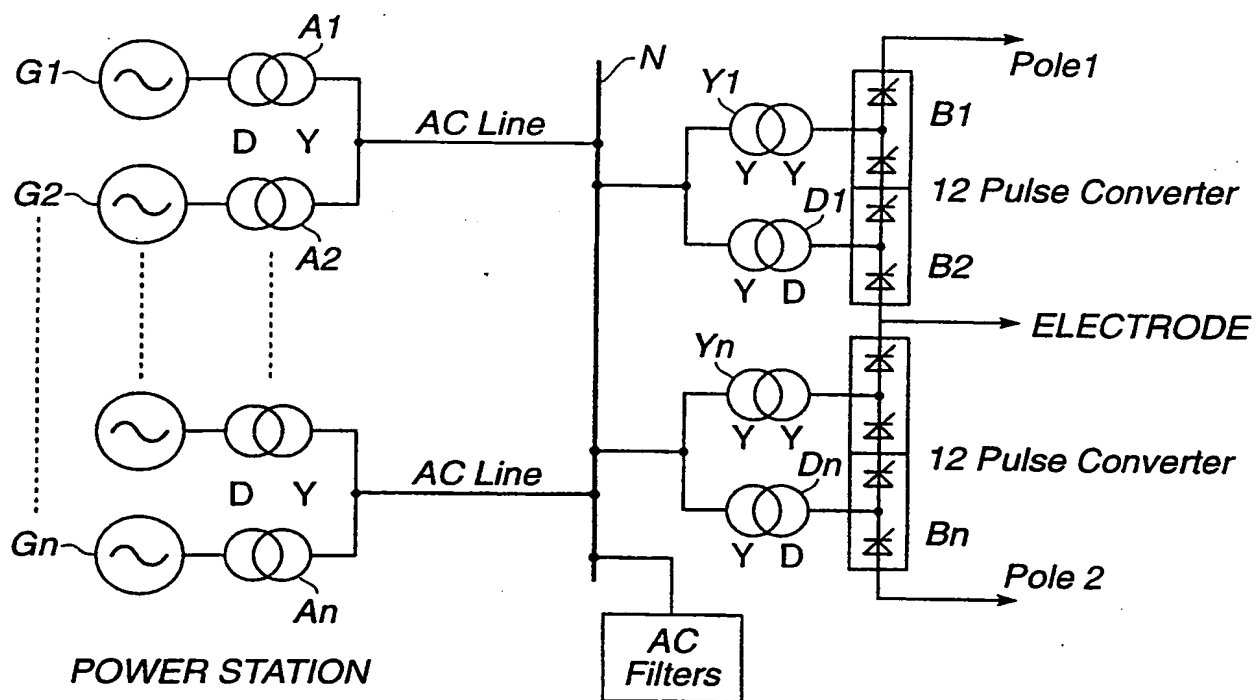 G1
A1
D Y
G2
A2
AC Line
N
Y1
Y Y
D1
Y D
Pole1
B1
12 Pulse Converter
B2
ELECTRODE
D Y
Gn
An
AC Line
Yn
Y Y
Dn
Y D
12 Pulse Converter
Bn
Pole 2
POWER STATION
AC
Filters